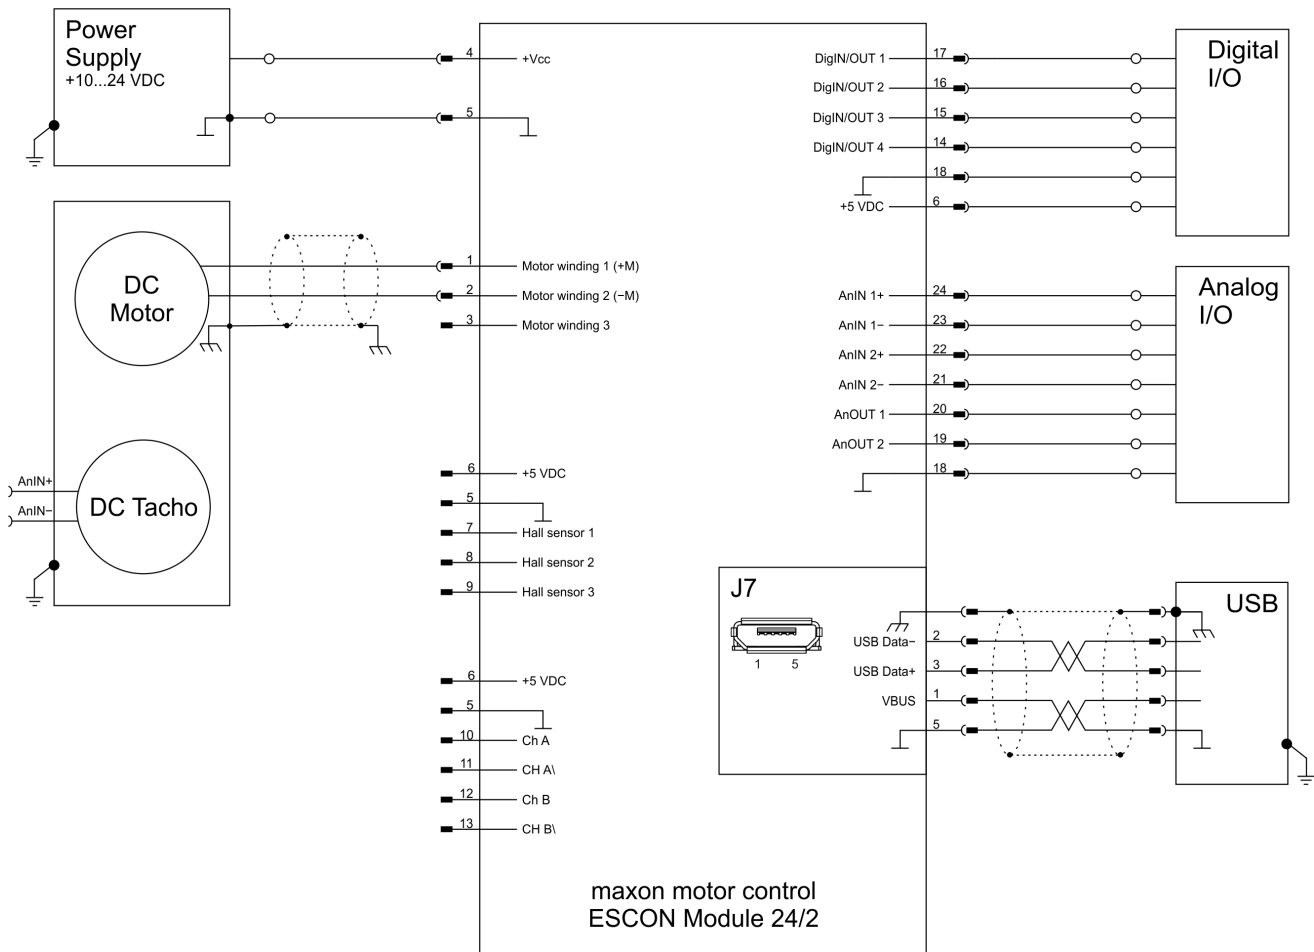 Power
Supply
+10...24 VDC
4
+Vcc
5
DC
Motor
1
Motor winding 1 (+M)
2
Motor winding 2 (−M)
3
Motor winding 3
AnIN+
AnIN−
DC Tacho
6
+5 VDC
5
7
Hall sensor 1
8
Hall sensor 2
9
Hall sensor 3
6
+5 VDC
5
10
Ch A
11
CH A\
12
Ch B
13
CH B\
DigIN/OUT 1
17
DigIN/OUT 2
16
DigIN/OUT 3
15
DigIN/OUT 4
14
18
+5 VDC
6
Digital
I/O
AnIN 1+
24
AnIN 1−
23
AnIN 2+
22
AnIN 2−
21
AnOUT 1
20
AnOUT 2
19
18
Analog
I/O
J7
1 5
USB Data−
2
USB Data+
3
VBUS
1
5
USB
maxon motor control
ESCON Module 24/2